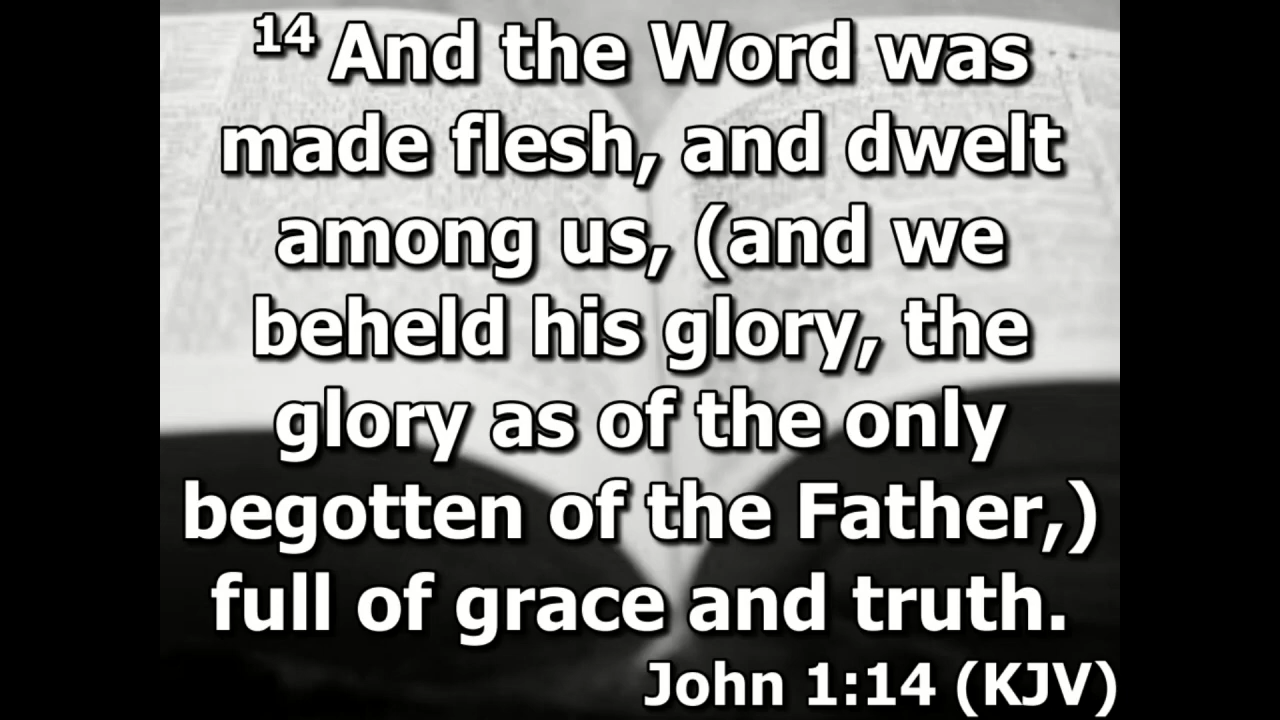 14 And the Word was
made flesh, and dwelt
among us, (and we
beheld his glory, the
glory as of the only
begotten of the Father,)
full of grace and truth.
John 1:14 (KJV)